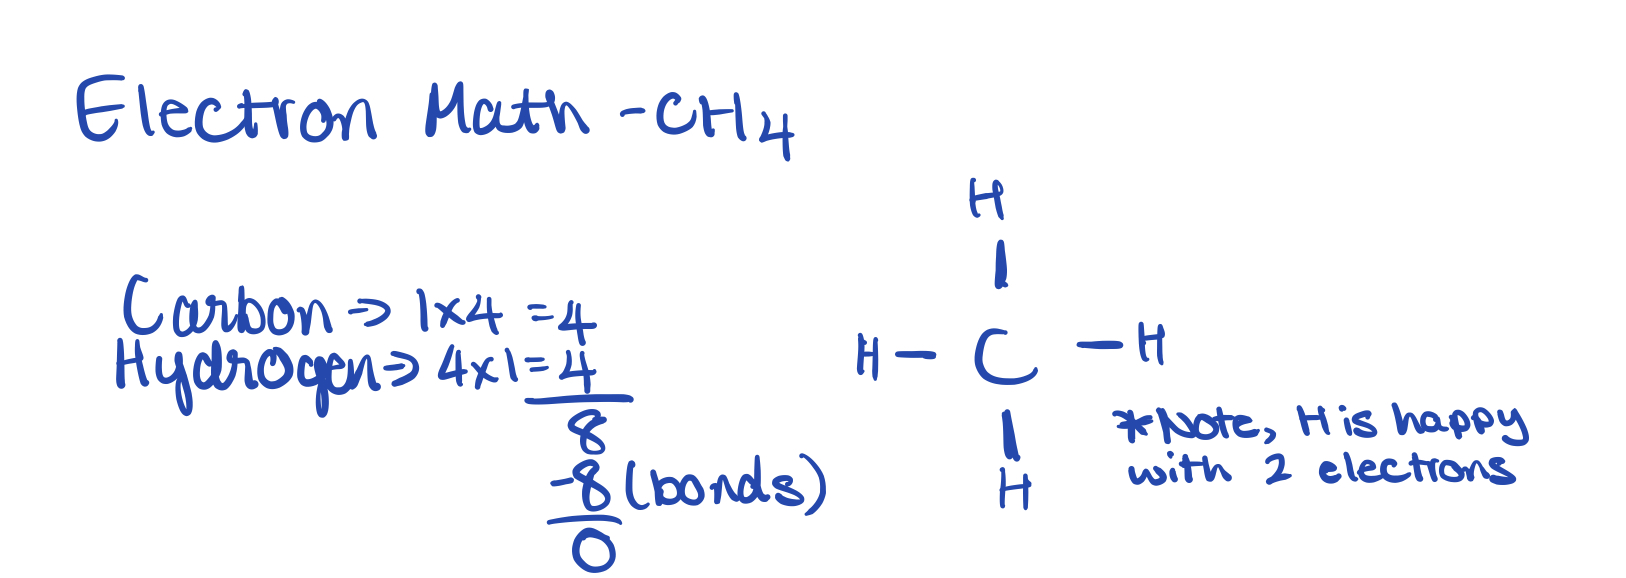 Electron Math - CH4
Carbon → 1x4 = 4
Hydrogen → 4x1 = 4
8
-8 (bonds)
0
H
|
H — C — H
|
H
*Note, H is happy
with 2 electrons